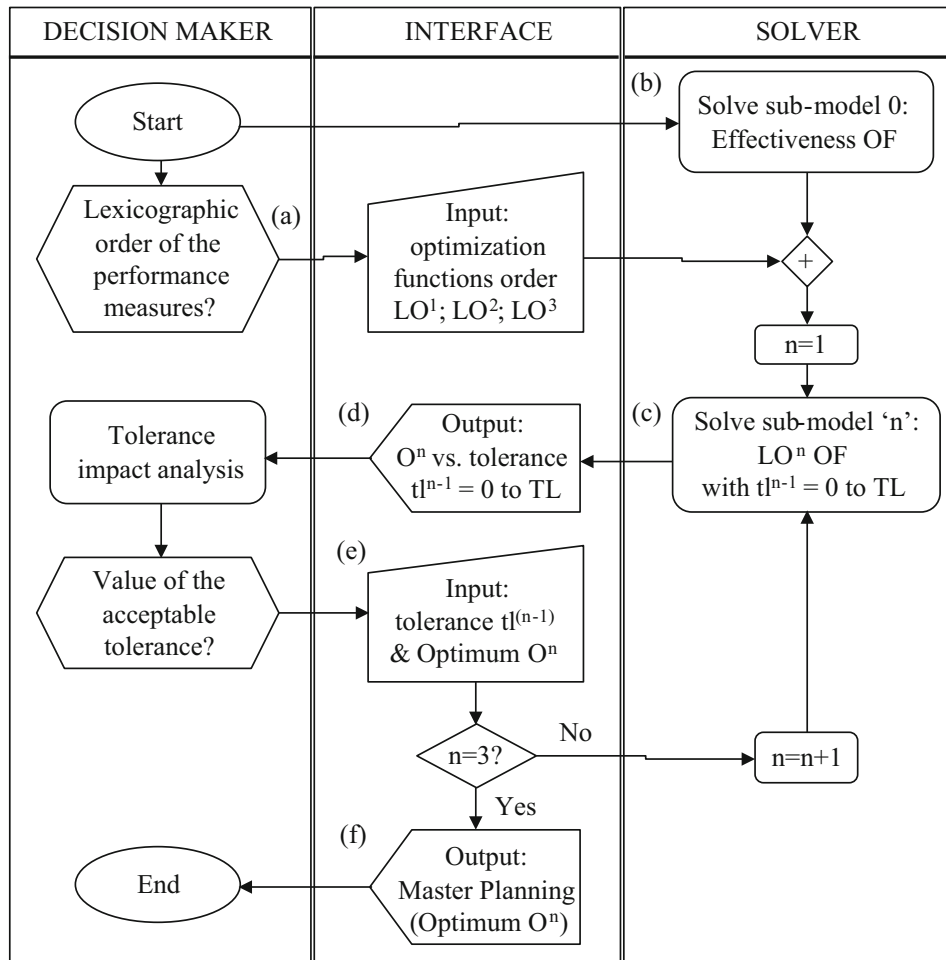 DECISION MAKER
INTERFACE
SOLVER
(b)
Solve sub-model 0:
Effectiveness OF
Start
Lexicographic
order of the
performance
measures?
(a)
Input:
optimization
functions order
LO¹; LO²; LO³
+
n=1
(c)
Solve sub-model ‘n’:
LOⁿ OF
with tlⁿ⁻¹ = 0 to TL
(d)
Output:
Oⁿ vs. tolerance
tlⁿ⁻¹ = 0 to TL
Tolerance
impact analysis
Value of the
acceptable
tolerance?
(e)
Input:
tolerance tl⁽ⁿ⁻¹⁾
& Optimum Oⁿ
n=3?
No
n=n+1
Yes
(f)
Output:
Master Planning
(Optimum Oⁿ)
End